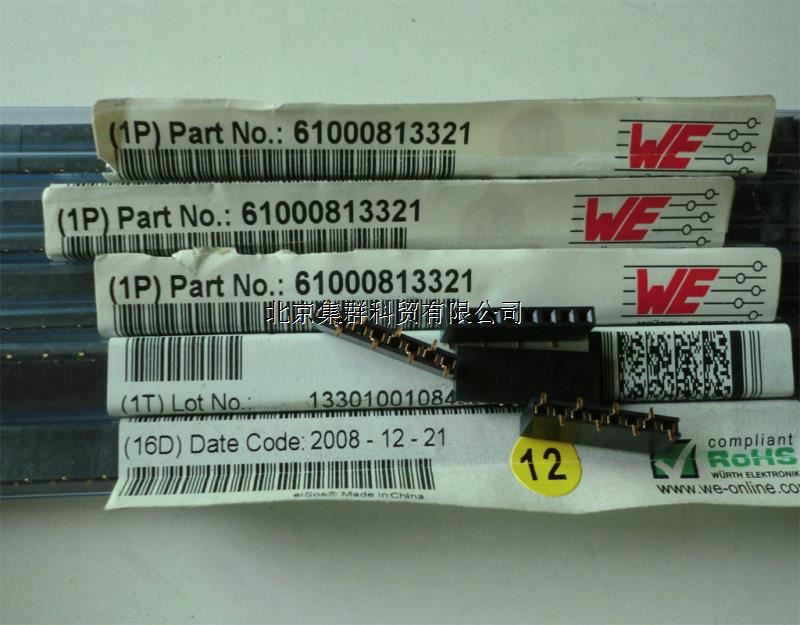 (1P) Part No.: 61000813321
WE
(1P) Part No.: 61000813321
WE
(1P) Part No.: 61000813321
WE
北京集群科贸有限公司
(1T) Lot No.: 1330100108
(16D) Date Code: 2008 - 12 - 21
12
compliant
RoHS
WÜRTH ELEKTRONIK
eiSos® Made in China
www.we-online.co